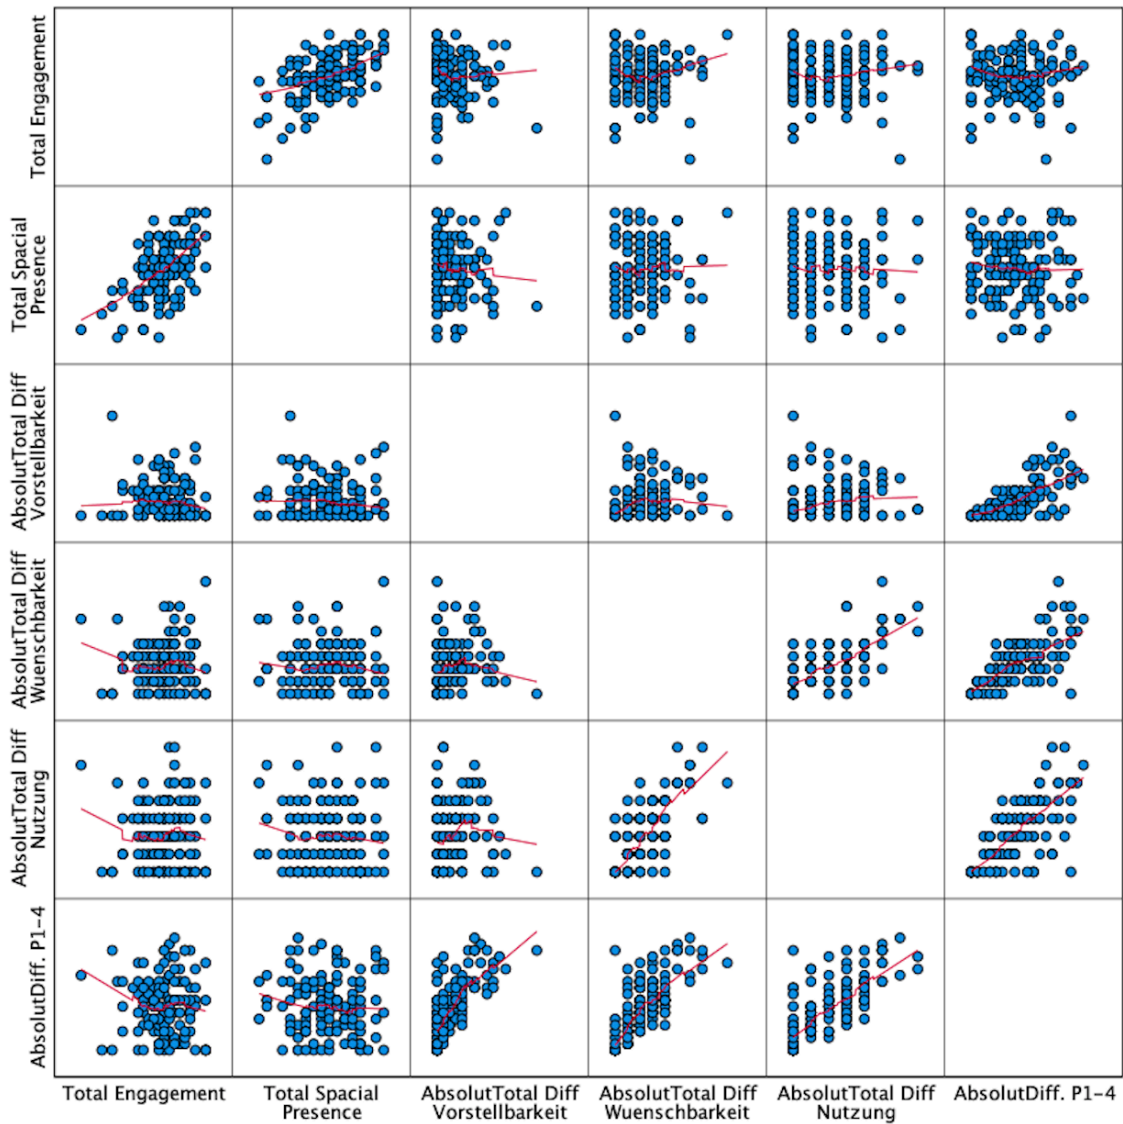 Total Engagement
Total Spacial
Presence
AbsolutTotal Diff
Vorstellbarkeit
AbsolutTotal Diff
Wuenschbarkeit
AbsolutTotal Diff
Nutzung
AbsolutDiff. P1-4
Total Engagement
Total Spacial
Presence
AbsolutTotal Diff
Vorstellbarkeit
AbsolutTotal Diff
Wuenschbarkeit
AbsolutTotal Diff
Nutzung
AbsolutDiff. P1-4